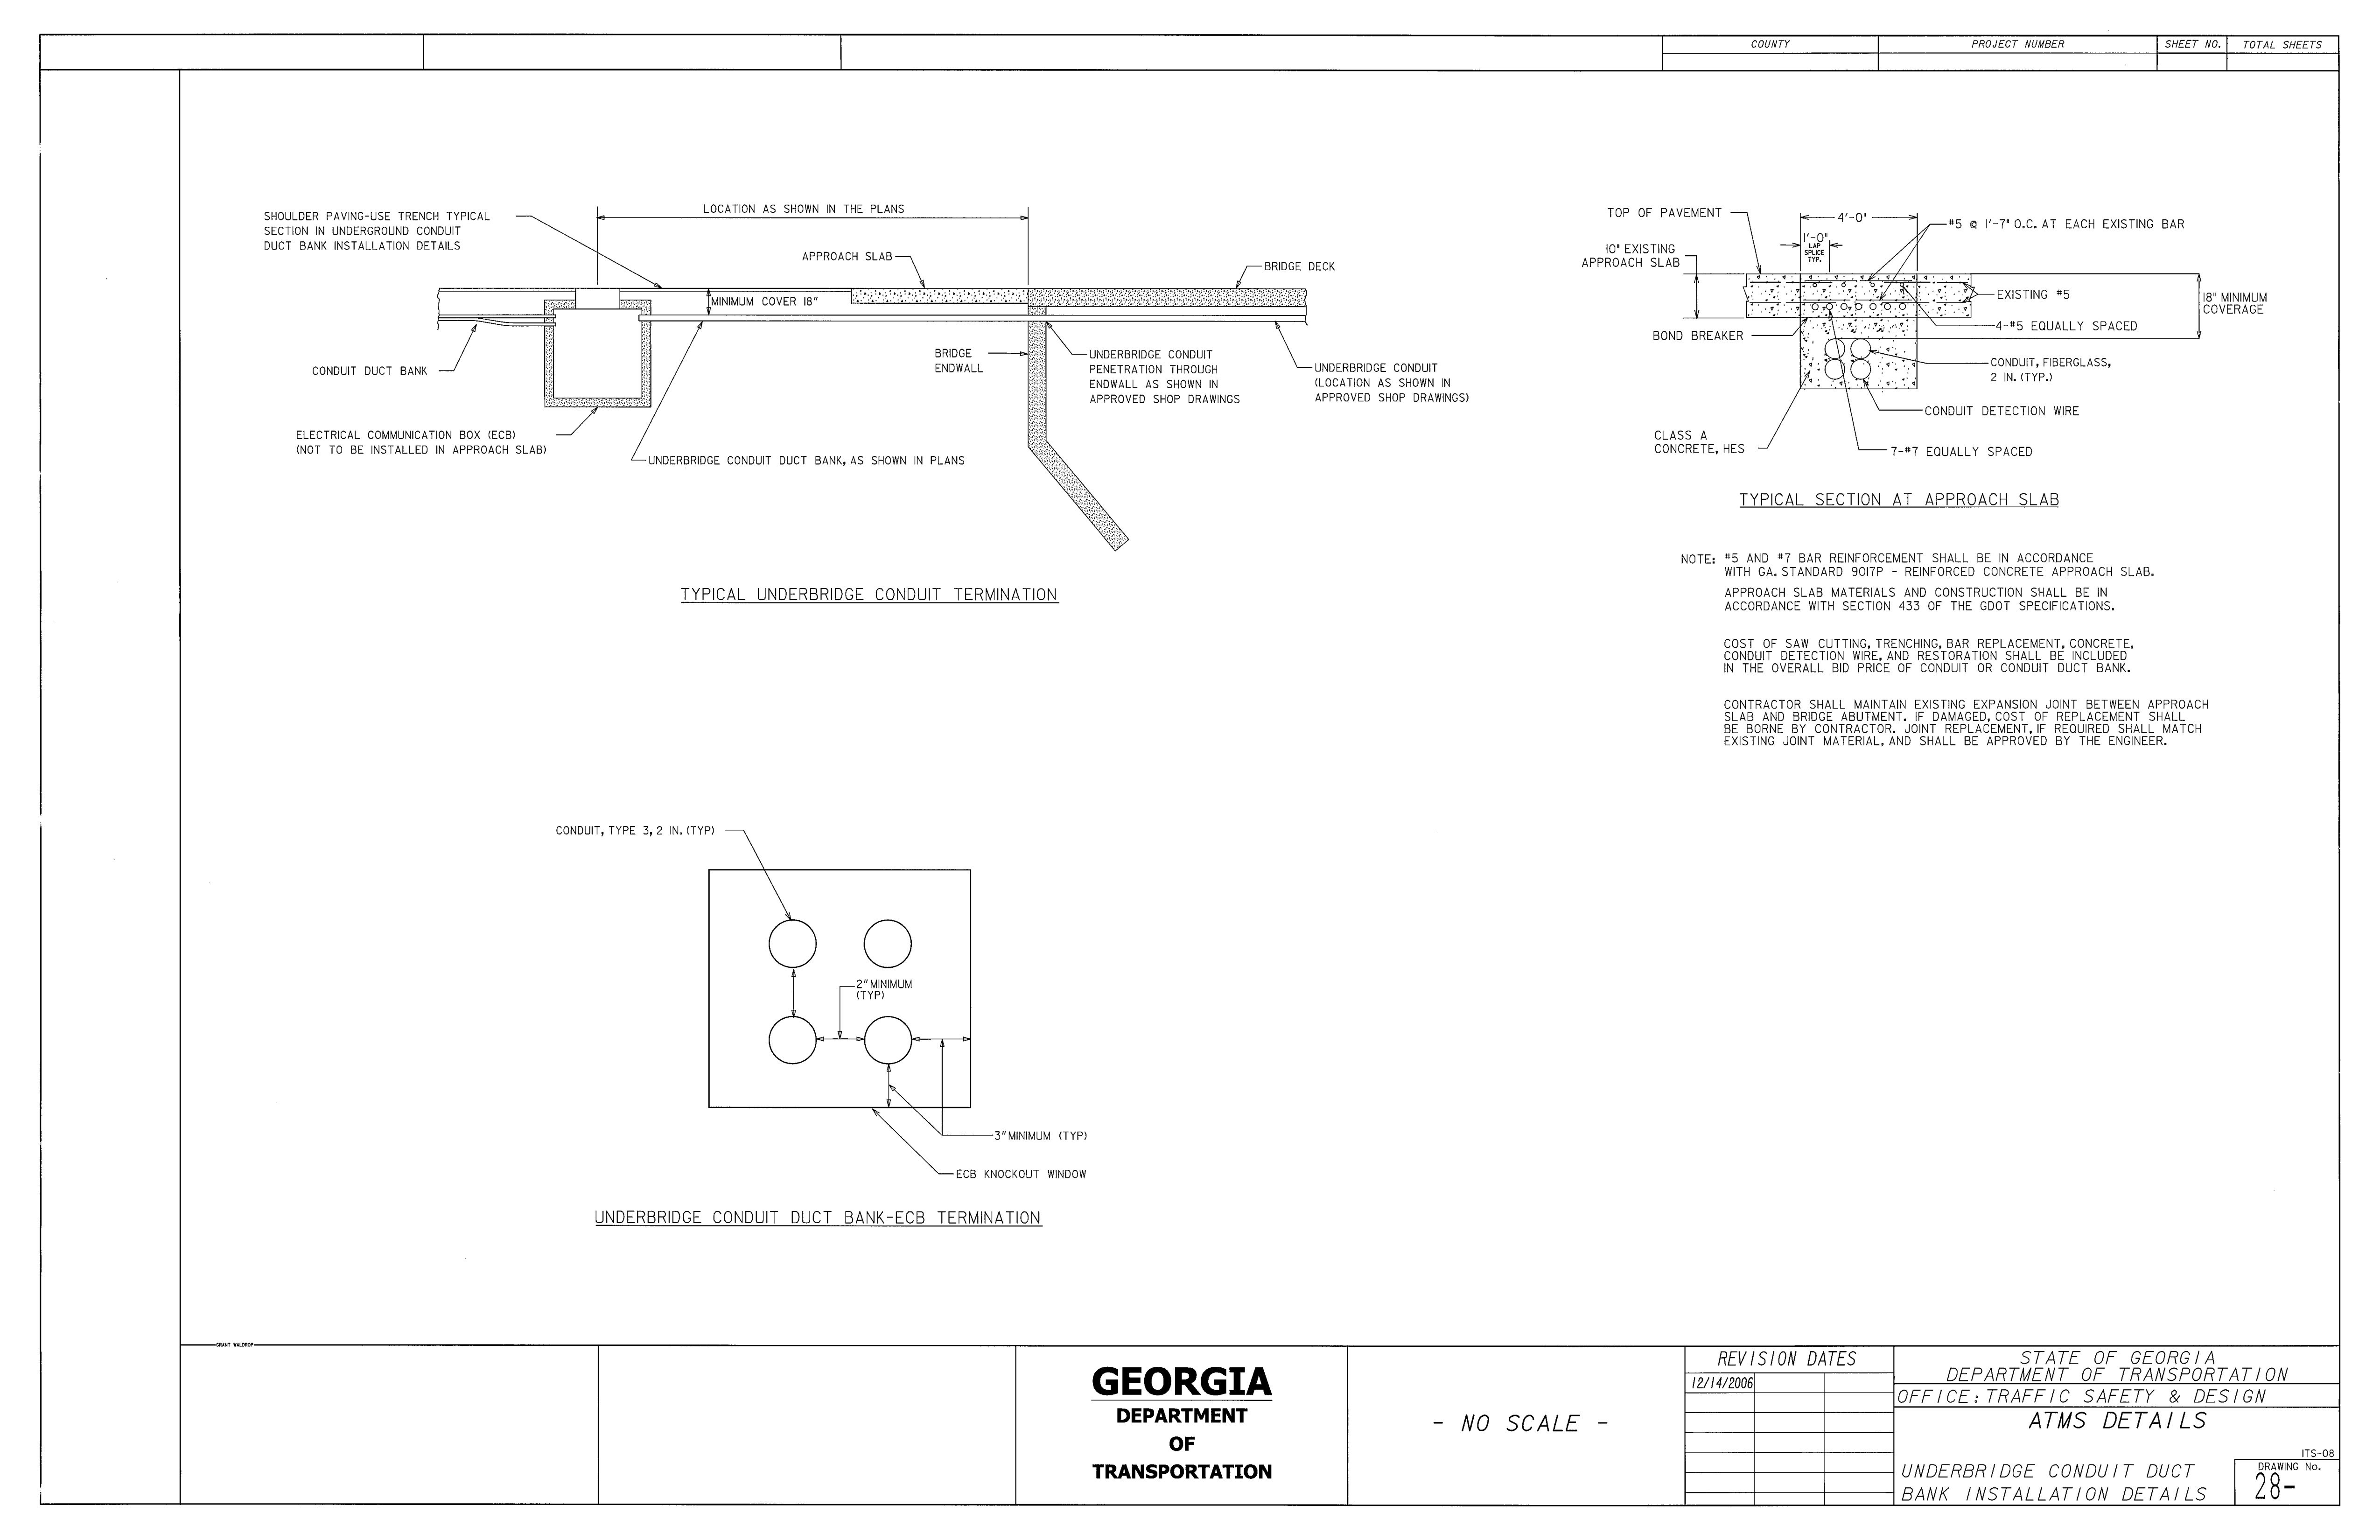 COUNTY
PROJECT NUMBER
SHEET NO.
TOTAL SHEETS
SHOULDER PAVING-USE TRENCH TYPICAL
SECTION IN UNDERGROUND CONDUIT
DUCT BANK INSTALLATION DETAILS
LOCATION AS SHOWN IN THE PLANS
APPROACH SLAB
BRIDGE DECK
MINIMUM COVER 18"
CONDUIT DUCT BANK
BRIDGE
ENDWALL
UNDERBRIDGE CONDUIT
PENETRATION THROUGH
ENDWALL AS SHOWN IN
APPROVED SHOP DRAWINGS
UNDERBRIDGE CONDUIT
(LOCATION AS SHOWN IN
APPROVED SHOP DRAWINGS)
ELECTRICAL COMMUNICATION BOX (ECB)
(NOT TO BE INSTALLED IN APPROACH SLAB)
UNDERBRIDGE CONDUIT DUCT BANK, AS SHOWN IN PLANS
TYPICAL UNDERBRIDGE CONDUIT TERMINATION
TOP OF PAVEMENT
4'-0"
#5 @ 1'-7" O.C. AT EACH EXISTING BAR
1'-0"
LAP
SPLICE
TYP.
10" EXISTING
APPROACH SLAB
EXISTING #5
18" MINIMUM
COVERAGE
4-#5 EQUALLY SPACED
BOND BREAKER
CONDUIT, FIBERGLASS,
2 IN. (TYP.)
CONDUIT DETECTION WIRE
CLASS A
CONCRETE, HES
7-#7 EQUALLY SPACED
TYPICAL SECTION AT APPROACH SLAB
NOTE: #5 AND #7 BAR REINFORCEMENT SHALL BE IN ACCORDANCE
WITH GA. STANDARD 9017P - REINFORCED CONCRETE APPROACH SLAB.
APPROACH SLAB MATERIALS AND CONSTRUCTION SHALL BE IN
ACCORDANCE WITH SECTION 433 OF THE GDOT SPECIFICATIONS.
COST OF SAW CUTTING, TRENCHING, BAR REPLACEMENT, CONCRETE,
CONDUIT DETECTION WIRE, AND RESTORATION SHALL BE INCLUDED
IN THE OVERALL BID PRICE OF CONDUIT OR CONDUIT DUCT BANK.
CONTRACTOR SHALL MAINTAIN EXISTING EXPANSION JOINT BETWEEN APPROACH
SLAB AND BRIDGE ABUTMENT. IF DAMAGED, COST OF REPLACEMENT SHALL
BE BORNE BY CONTRACTOR. JOINT REPLACEMENT, IF REQUIRED SHALL MATCH
EXISTING JOINT MATERIAL, AND SHALL BE APPROVED BY THE ENGINEER.
CONDUIT, TYPE 3, 2 IN. (TYP)
2" MINIMUM
(TYP)
3" MINIMUM (TYP)
ECB KNOCKOUT WINDOW
UNDERBRIDGE CONDUIT DUCT BANK-ECB TERMINATION
GRANT WALDROP
GEORGIA
DEPARTMENT
OF
TRANSPORTATION
- NO SCALE -
REVISION DATES
12/14/2006
STATE OF GEORGIA
DEPARTMENT OF TRANSPORTATION
OFFICE: TRAFFIC SAFETY & DESIGN
ATMS DETAILS
ITS-08
UNDERBRIDGE CONDUIT DUCT
BANK INSTALLATION DETAILS
DRAWING No.
28-